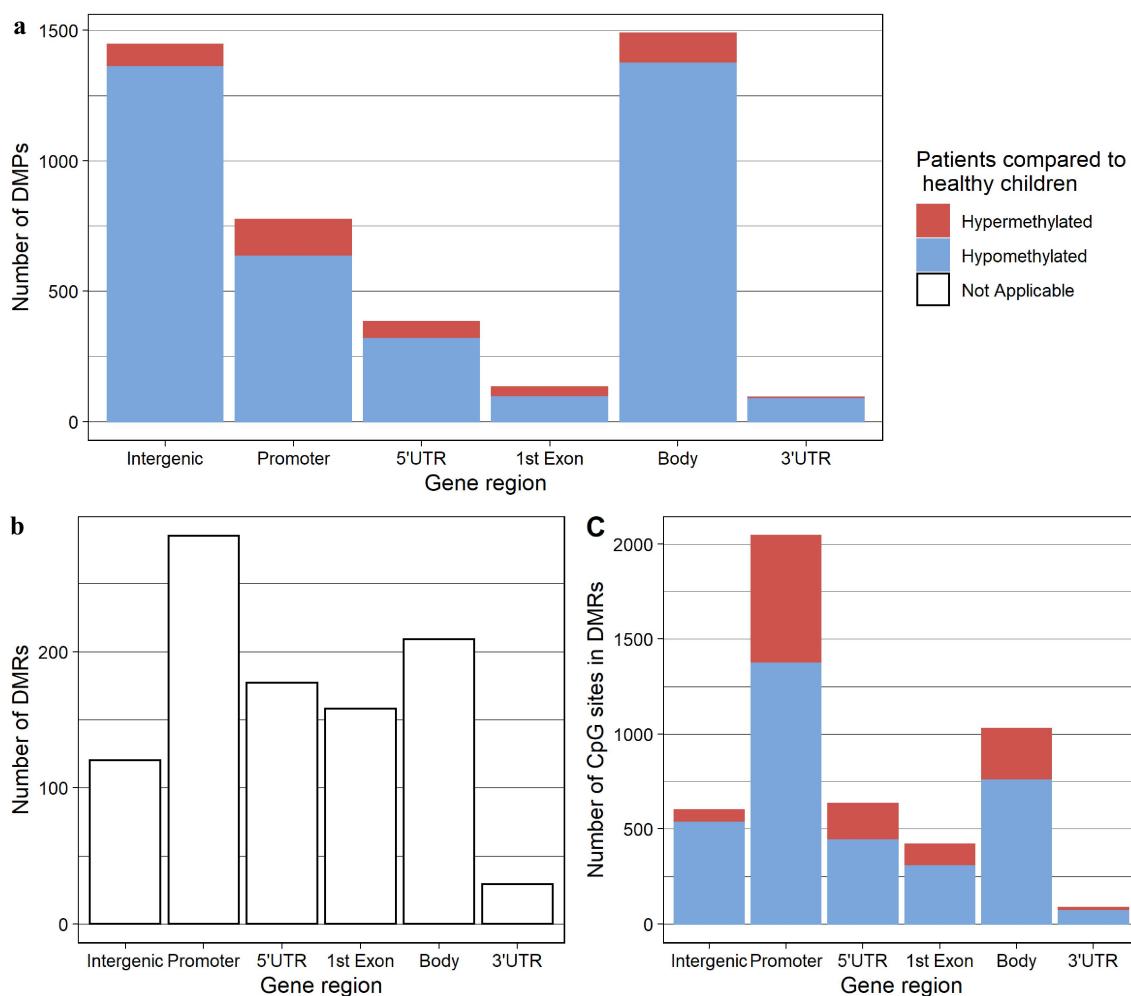 a
1500
1000
500
0
Number of DMPs
Intergenic Promoter 5'UTR 1st Exon Body 3'UTR
Gene region
Patients compared to
healthy children
Hypermethylated
Hypomethylated
Not Applicable
b
200
100
0
Number of DMRs
Intergenic Promoter 5'UTR 1st Exon Body 3'UTR
Gene region
C
2000
1500
1000
500
0
Number of CpG sites in DMRs
Intergenic Promoter 5'UTR 1st Exon Body 3'UTR
Gene region